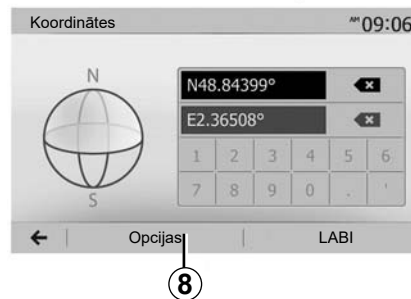 Koordinātes
AM 09:06
N
S
N48.84399°
E2.36508°
1 2 3 4 5 6
7 8 9 0 . '
Opcijas
LABI
8